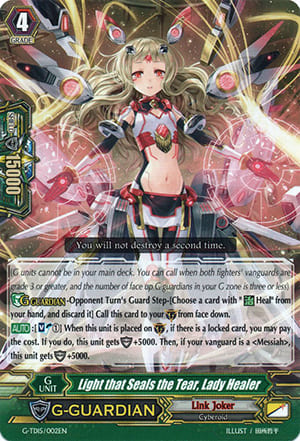 4
GRADE
15000
You will not destroy a second time.
G units cannot be in your main deck. You can call when both fighters' vanguards are
grade 3 or greater, and the number of face up G guardians in your G zone is three or less)
G GUARDIAN -Opponent Turn's Guard Step-[Choose a card with " Heal" from
your hand, and discard it] Call this card to your face down.
AUTO : When this unit is placed on , if there is a locked card, you may pay
the cost. If you do, this unit gets +5000. Then, if your vanguard is a <Messiah>,
this unit gets +5000.
G
UNIT
Light that Seals the Tear, Lady Healer
G-GUARDIAN
Link Joker
Cyberoid
G-TD15/002EN
ILLUST /